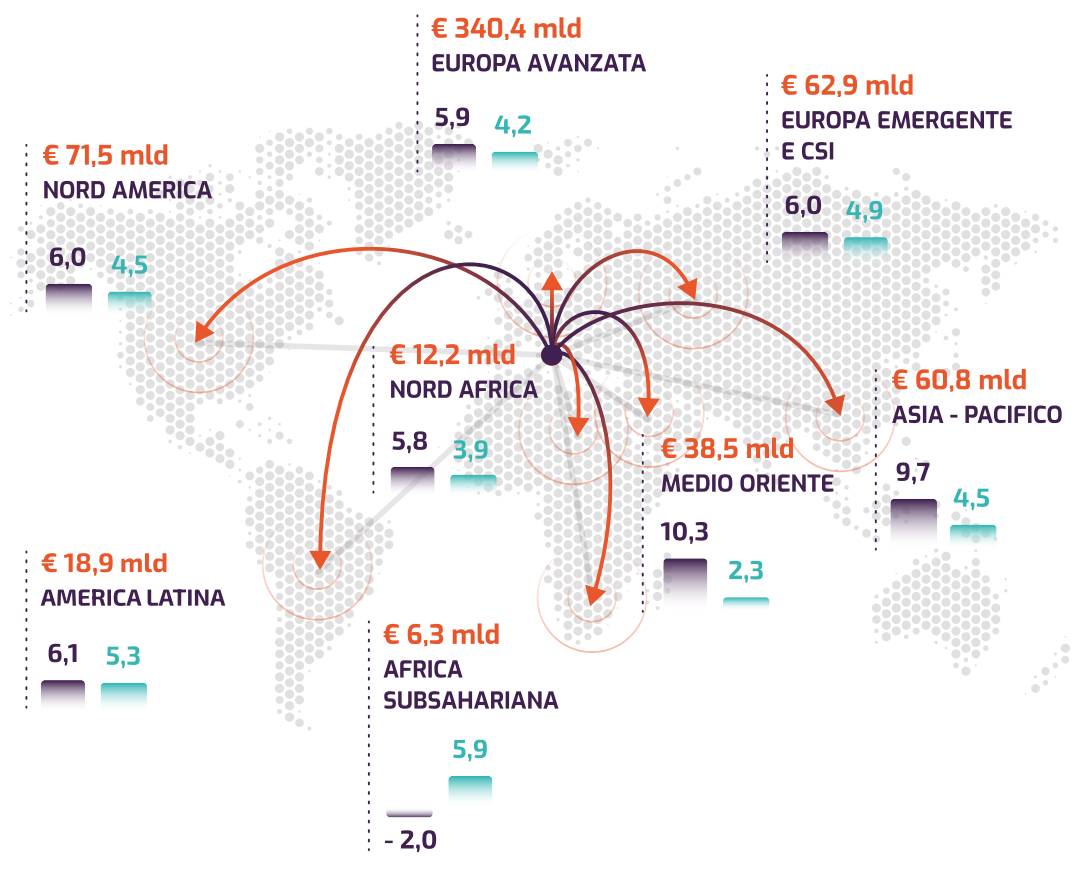 € 340,4 mld
EUROPA AVANZATA
5,9
4,2
€ 62,9 mld
EUROPA EMERGENTE
E CSI
6,0
4,9
€ 71,5 mld
NORD AMERICA
6,0
4,5
€ 12,2 mld
NORD AFRICA
5,8
3,9
€ 60,8 mld
ASIA - PACIFICO
9,7
4,5
€ 38,5 mld
MEDIO ORIENTE
10,3
2,3
€ 18,9 mld
AMERICA LATINA
6,1
5,3
€ 6,3 mld
AFRICA
SUBSAHARIANA
5,9
- 2,0